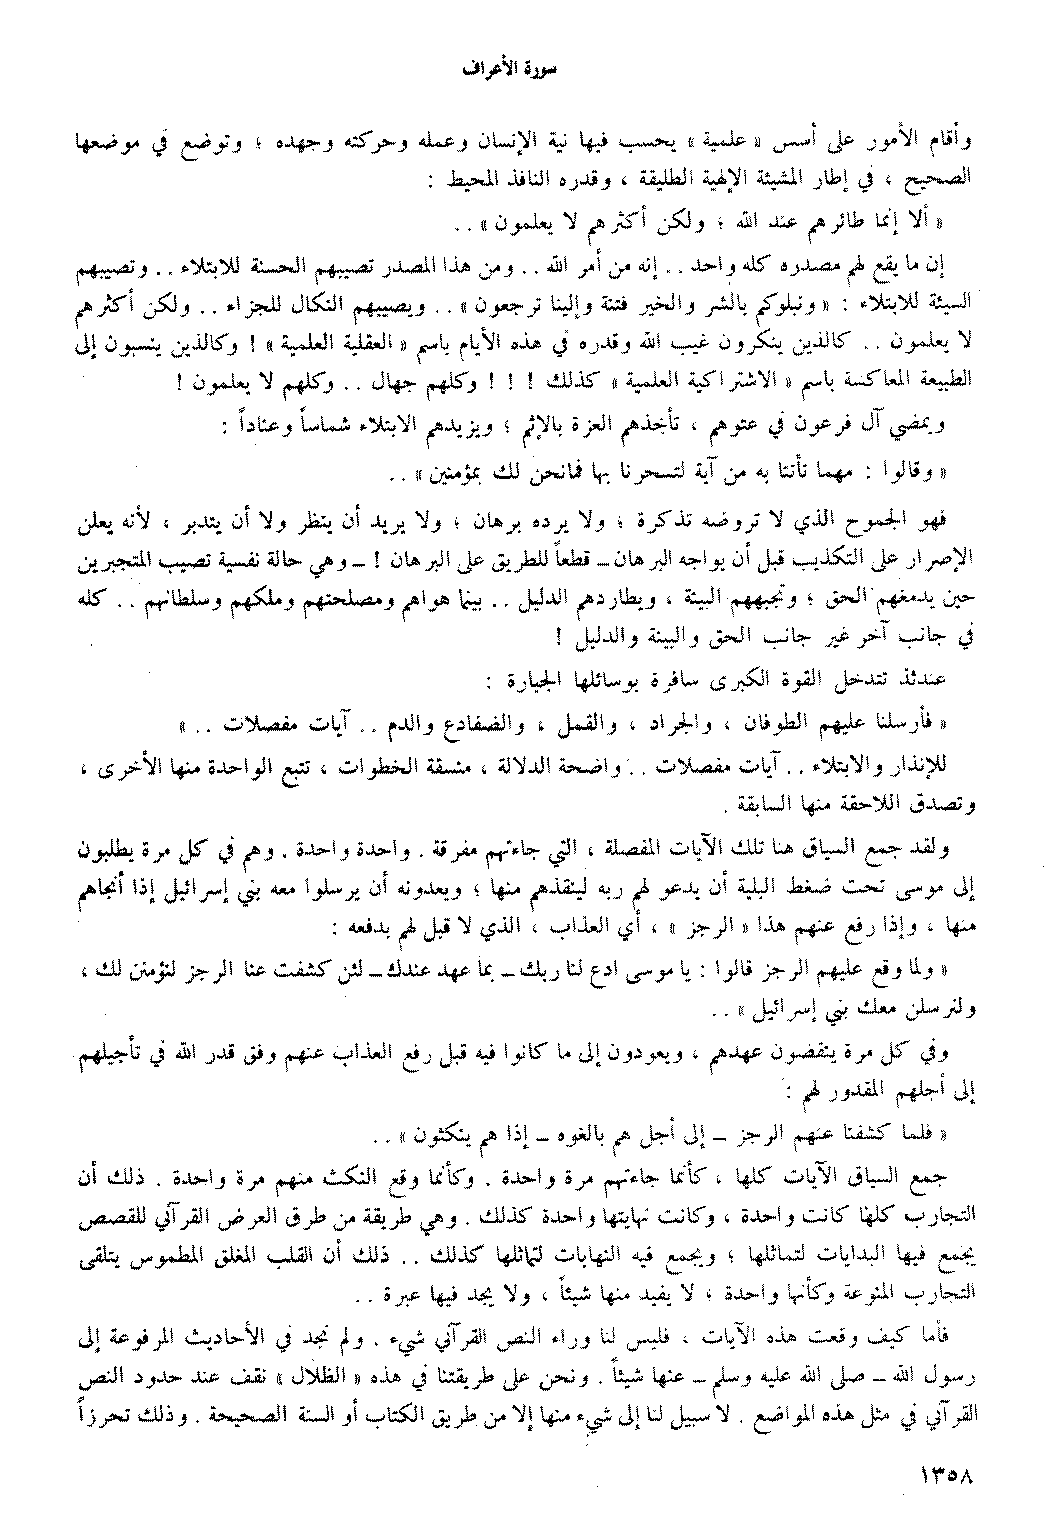 سورة الأعراف
وأقام الأمور على أسس « علمية » يحسب فيها نية الإنسان وعمله وحركته وجهده ؛ وتوضع في موضعها
الصحيح ، في إطار المشيئة الإلهية الطليقة ، وقدره النافذ المحيط :
« ألا إنما طائرهم عند الله ؛ ولكن أكثرهم لا يعلمون » . .
إن ما يقع لهم مصدره كله واحد . . إنه من أمر الله . . ومن هذا المصدر تصيبهم الحسنة للابتلاء . . وتصيبهم
السيئة للابتلاء : « ونبلوكم بالشر والخير فتنة وإلينا ترجعون » . . ويصيبهم النكال للجزاء . . ولكن أكثرهم
لا يعلمون . . كالذين ينكرون غيب الله وقدره في هذه الأيام باسم « العقلية العلمية » ! وكالذين ينسبون إلى
الطبيعة المعاكسة باسم « الاشتراكية العلمية » كذلك ! ! ! وكلهم جهال . . وكلهم لا يعلمون !
ويمضي آل فرعون في عتوهم ، تأخذهم العزة بالإثم ؛ ويزيدهم الابتلاء شماساً وعناداً :
« وقالوا : مهما تأتنا به من آية لتسحرنا بها فمانحن لك بمؤمنين » . .
فهو الجموح الذي لا تروضه تذكرة ؛ ولا يرده برهان ؛ ولا يريد أن ينظر ولا أن يتدبر ، لأنه يعلن
الإصرار على التكذيب قبل أن يواجه البرهان – قطعاً للطريق على البرهان ! – وهي حالة نفسية تصيب المتجبرين
حين يدمغهم الحق ؛ وتجبههم البينة ، ويطاردهم الدليل . . بينما هواهم ومصلحتهم وملكهم وسلطانهم . . كله
في جانب آخر غير جانب الحق والبينة والدليل !
عندئذ تتدخل القوة الكبرى سافرة بوسائلها الجبارة :
« فأرسلنا عليهم الطوفان ، والجراد ، والقمل ، والضفادع والدم . . آيات مفصلات . . »
للإنذار والابتلاء . . آيات مفصلات . . واضحة الدلالة ، منسقة الخطوات ، تتبع الواحدة منها الأخرى ،
وتصدق اللاحقة منها السابقة .
ولقد جمع السياق هنا تلك الآيات المفصلة ، التي جاءتهم مفرقة . واحدة واحدة . وهم في كل مرة يطلبون
إلى موسى تحت ضغط البلية أن يدعو لهم ربه لينقذهم منها ؛ ويعدونه أن يرسلوا معه بني إسرائيل إذا أنجاهم
منها ، وإذا رفع عنهم هذا « الرجز » ، أي العذاب ، الذي لا قبل لهم بدفعه :
« ولما وقع عليهم الرجز قالوا : يا موسى ادع لنا ربك – بما عهد عندك – لئن كشفت عنا الرجز لنؤمنن لك ،
ولنرسلن معك بني إسرائيل » . .
وفي كل مرة ينقضون عهدهم ، ويعودون إلى ما كانوا فيه قبل رفع العذاب عنهم وفق قدر الله في تأجيلهم
إلى أجلهم المقدور لهم :
« فلما كشفنا عنهم الرجز – إلى أجل هم بالغوه – إذا هم ينكثون » . .
جمع السياق الآيات كلها ، كأنما جاءتهم مرة واحدة . وكأنما وقع النكث منهم مرة واحدة . ذلك أن
التجارب كلها كانت واحدة ، وكانت نهايتها واحدة كذلك . وهي طريقة من طرق العرض القرآني للقصص
يجمع فيها البدايات لتماثلها ؛ ويجمع فيه النهايات لتماثلها كذلك . . ذلك أن القلب المغلق المطموس يتلقى
التجارب المنوعة وكأنها واحدة ؛ لا يفيد منها شيئاً ، ولا يجد فيها عبرة . .
فأما كيف وقعت هذه الآيات ، فليس لنا وراء النص القرآني شيء . ولم نجد في الأحاديث المرفوعة إلى
رسول الله – صلى الله عليه وسلم – عنها شيئاً . ونحن على طريقتنا في هذه « الظلال » نقف عند حدود النص
القرآني في مثل هذه المواضع . لا سبيل لنا إلى شيء منها إلا من طريق الكتاب أو السنة الصحيحة . وذلك تحرزاً
١٣٥٨